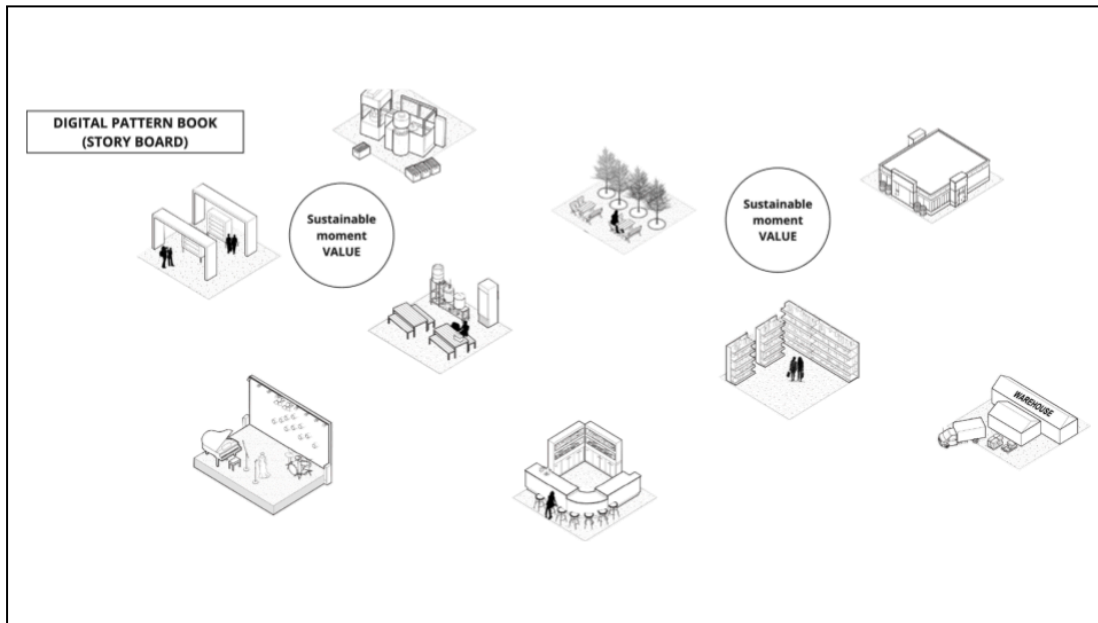 DIGITAL PATTERN BOOK
(STORY BOARD)
Sustainable
moment
VALUE
Sustainable
moment
VALUE
WAREHOUSE